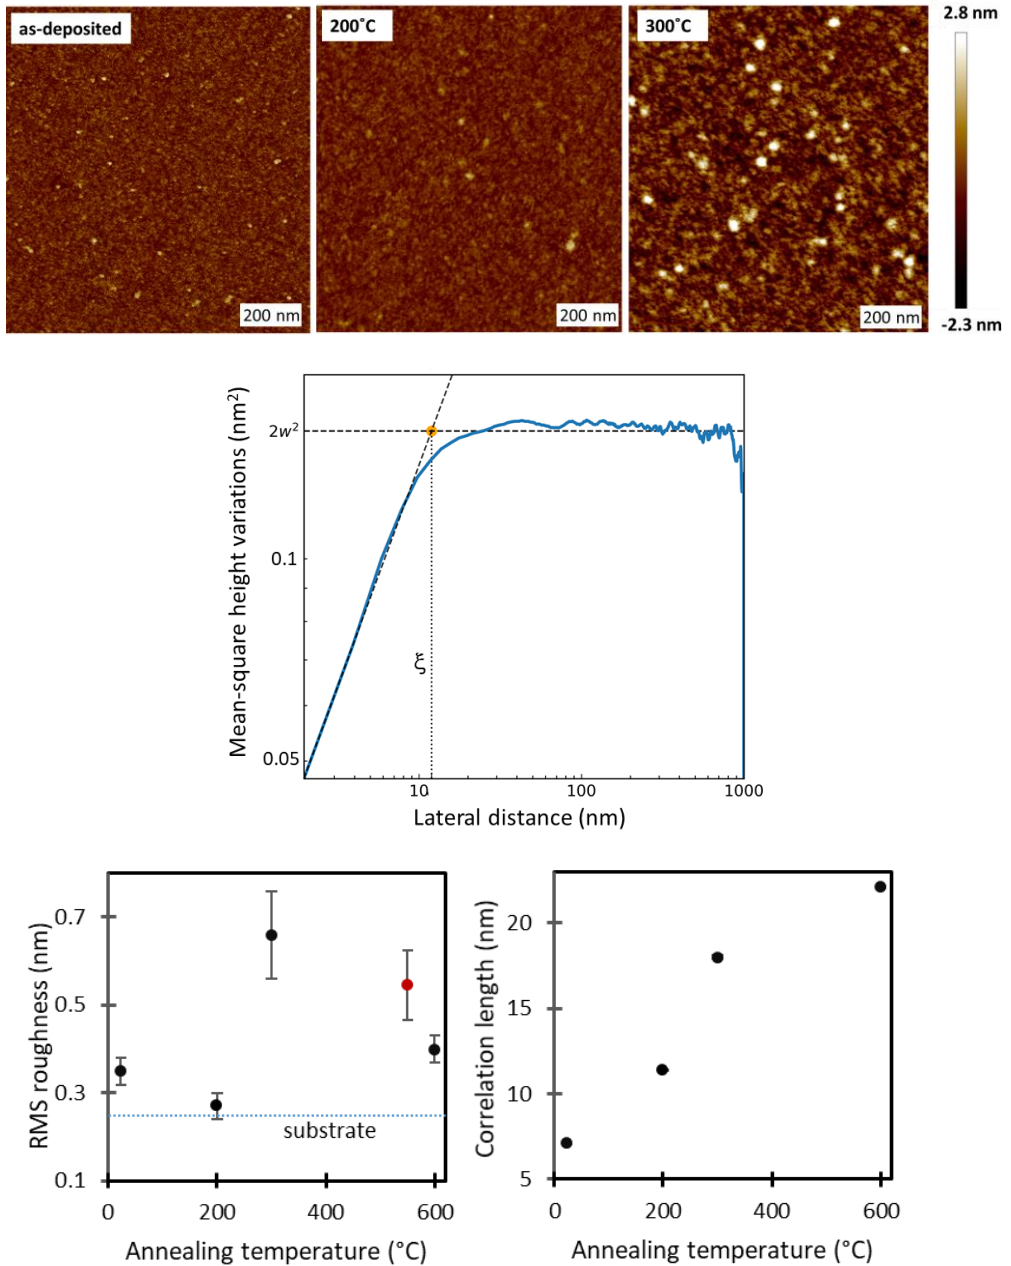 as-deposited
200˚C
300˚C
2.8 nm
200 nm
200 nm
200 nm
-2.3 nm
Mean-square height variations (nm²)
2w²
0.1
0.05
ξ
10
100
1000
Lateral distance (nm)
RMS roughness (nm)
0.7
0.5
0.3
0.1
substrate
0
200
400
600
Annealing temperature (°C)
Correlation length (nm)
20
15
10
5
0
200
400
600
Annealing temperature (°C)